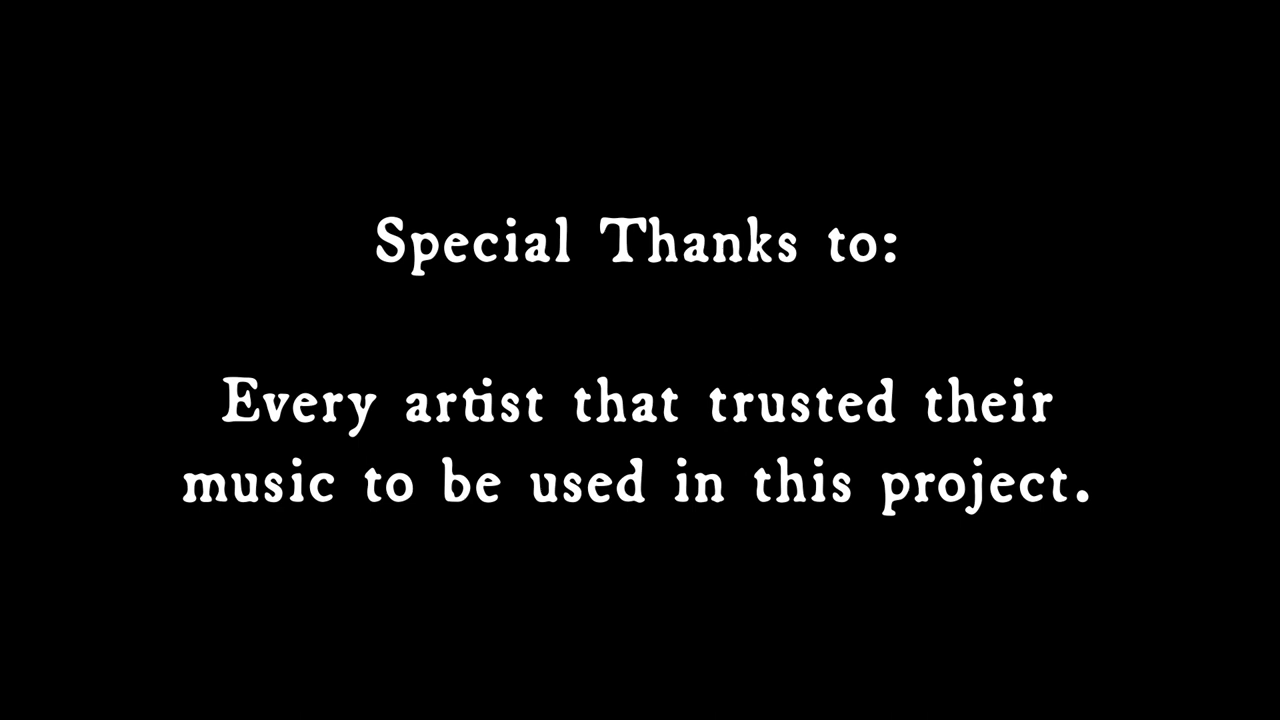 Special Thanks to:
Every artist that trusted their
music to be used in this project.